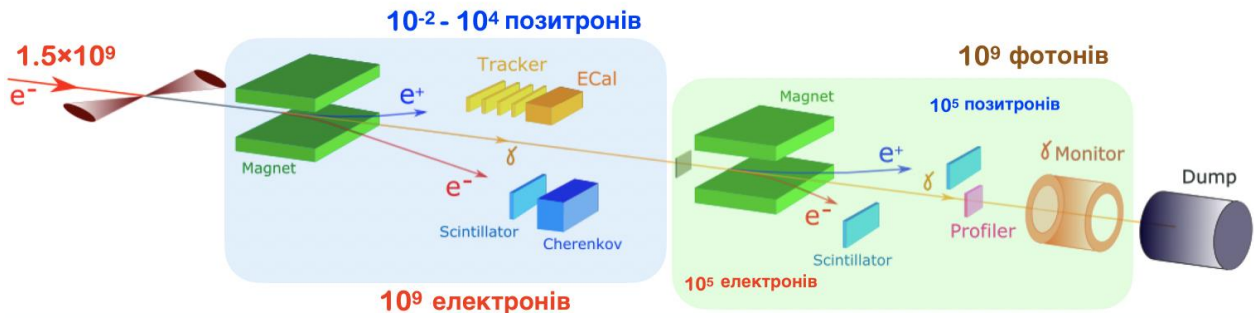 10⁻² - 10⁴ позитронів
1.5×10⁹
e⁻
Magnet
e⁺
Tracker
ECal
γ
e⁻
Scintillator
Cherenkov
10⁹ електронів
10⁹ фотонів
Magnet
10⁵ позитронів
e⁺
γ
e⁻
Scintillator
Profiler
γ Monitor
10⁵ електронів
Dump